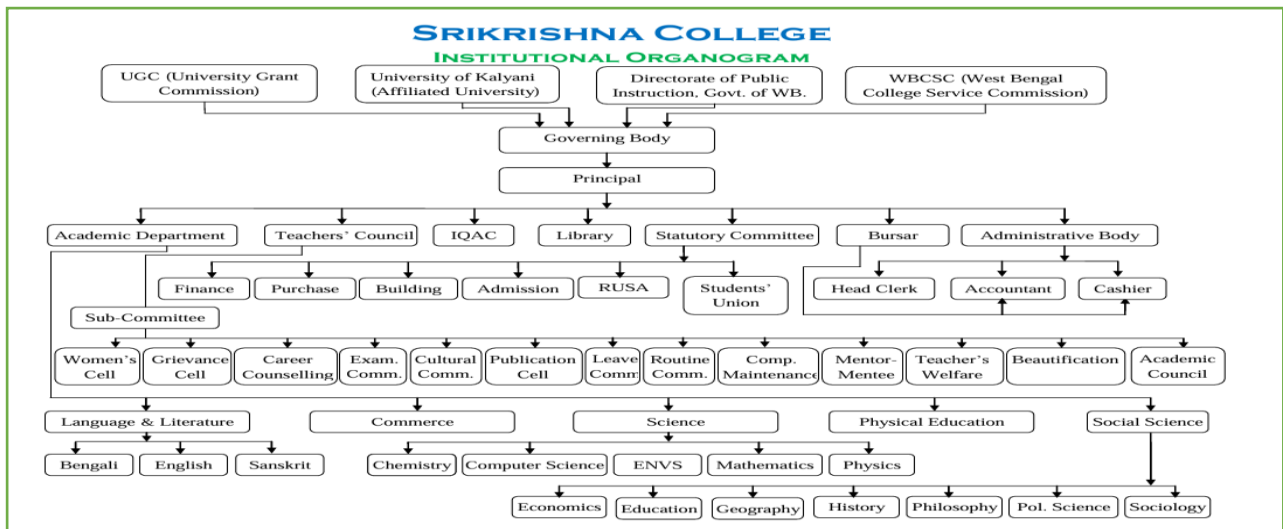 SRIKRISHNA COLLEGE
INSTITUTIONAL ORGANOGRAM
UGC (University Grant
Commission)
University of Kalyani
(Affiliated University)
Directorate of Public
Instruction, Govt. of WB.
WBCSC (West Bengal
College Service Commission)
Governing Body
Principal
Academic Department
Teachers' Council
IQAC
Library
Statutory Committee
Bursar
Administrative Body
Finance
Purchase
Building
Admission
RUSA
Students'
Union
Head Clerk
Accountant
Cashier
Sub-Committee
Women's
Cell
Grievance
Cell
Career
Counselling
Exam.
Comm.
Cultural
Comm.
Publication
Cell
Leave
Comm
Routine
Comm.
Comp.
Maintenance
Mentor-
Mentee
Teacher's
Welfare
Beautification
Academic
Council
Language & Literature
Commerce
Science
Physical Education
Social Science
Bengali
English
Sanskrit
Chemistry
Computer Science
ENVS
Mathematics
Physics
Economics
Education
Geography
History
Philosophy
Pol. Science
Sociology